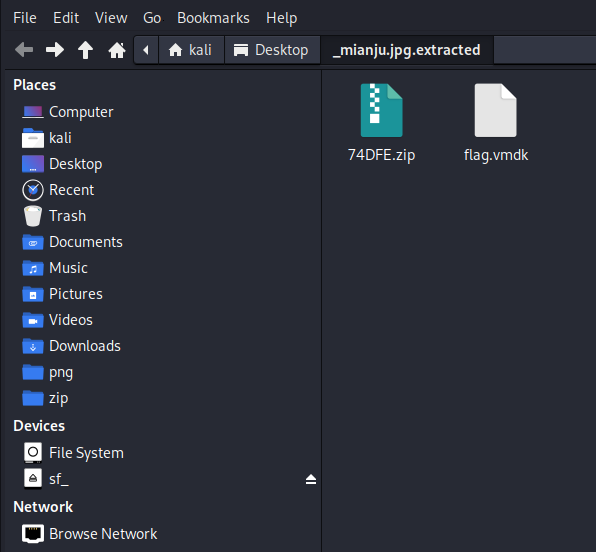 File Edit View Go Bookmarks Help
kali Desktop _mianju.jpg.extracted
Places
Computer
kali
Desktop
Recent
Trash
Documents
Music
Pictures
Videos
Downloads
png
zip
Devices
File System
sf_
Network
Browse Network
74DFE.zip flag.vmdk